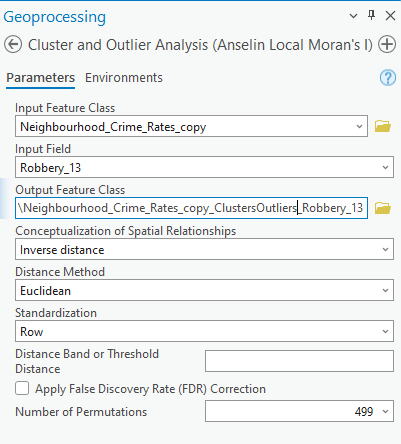 Geoprocessing
Cluster and Outlier Analysis (Anselin Local Moran's I)
Parameters Environments
Input Feature Class
Neighbourhood_Crime_Rates_copy
Input Field
Robbery_13
Output Feature Class
\Neighbourhood_Crime_Rates_copy_ClustersOutliers_Robbery_13
Conceptualization of Spatial Relationships
Inverse distance
Distance Method
Euclidean
Standardization
Row
Distance Band or Threshold
Distance
Apply False Discovery Rate (FDR) Correction
Number of Permutations 499